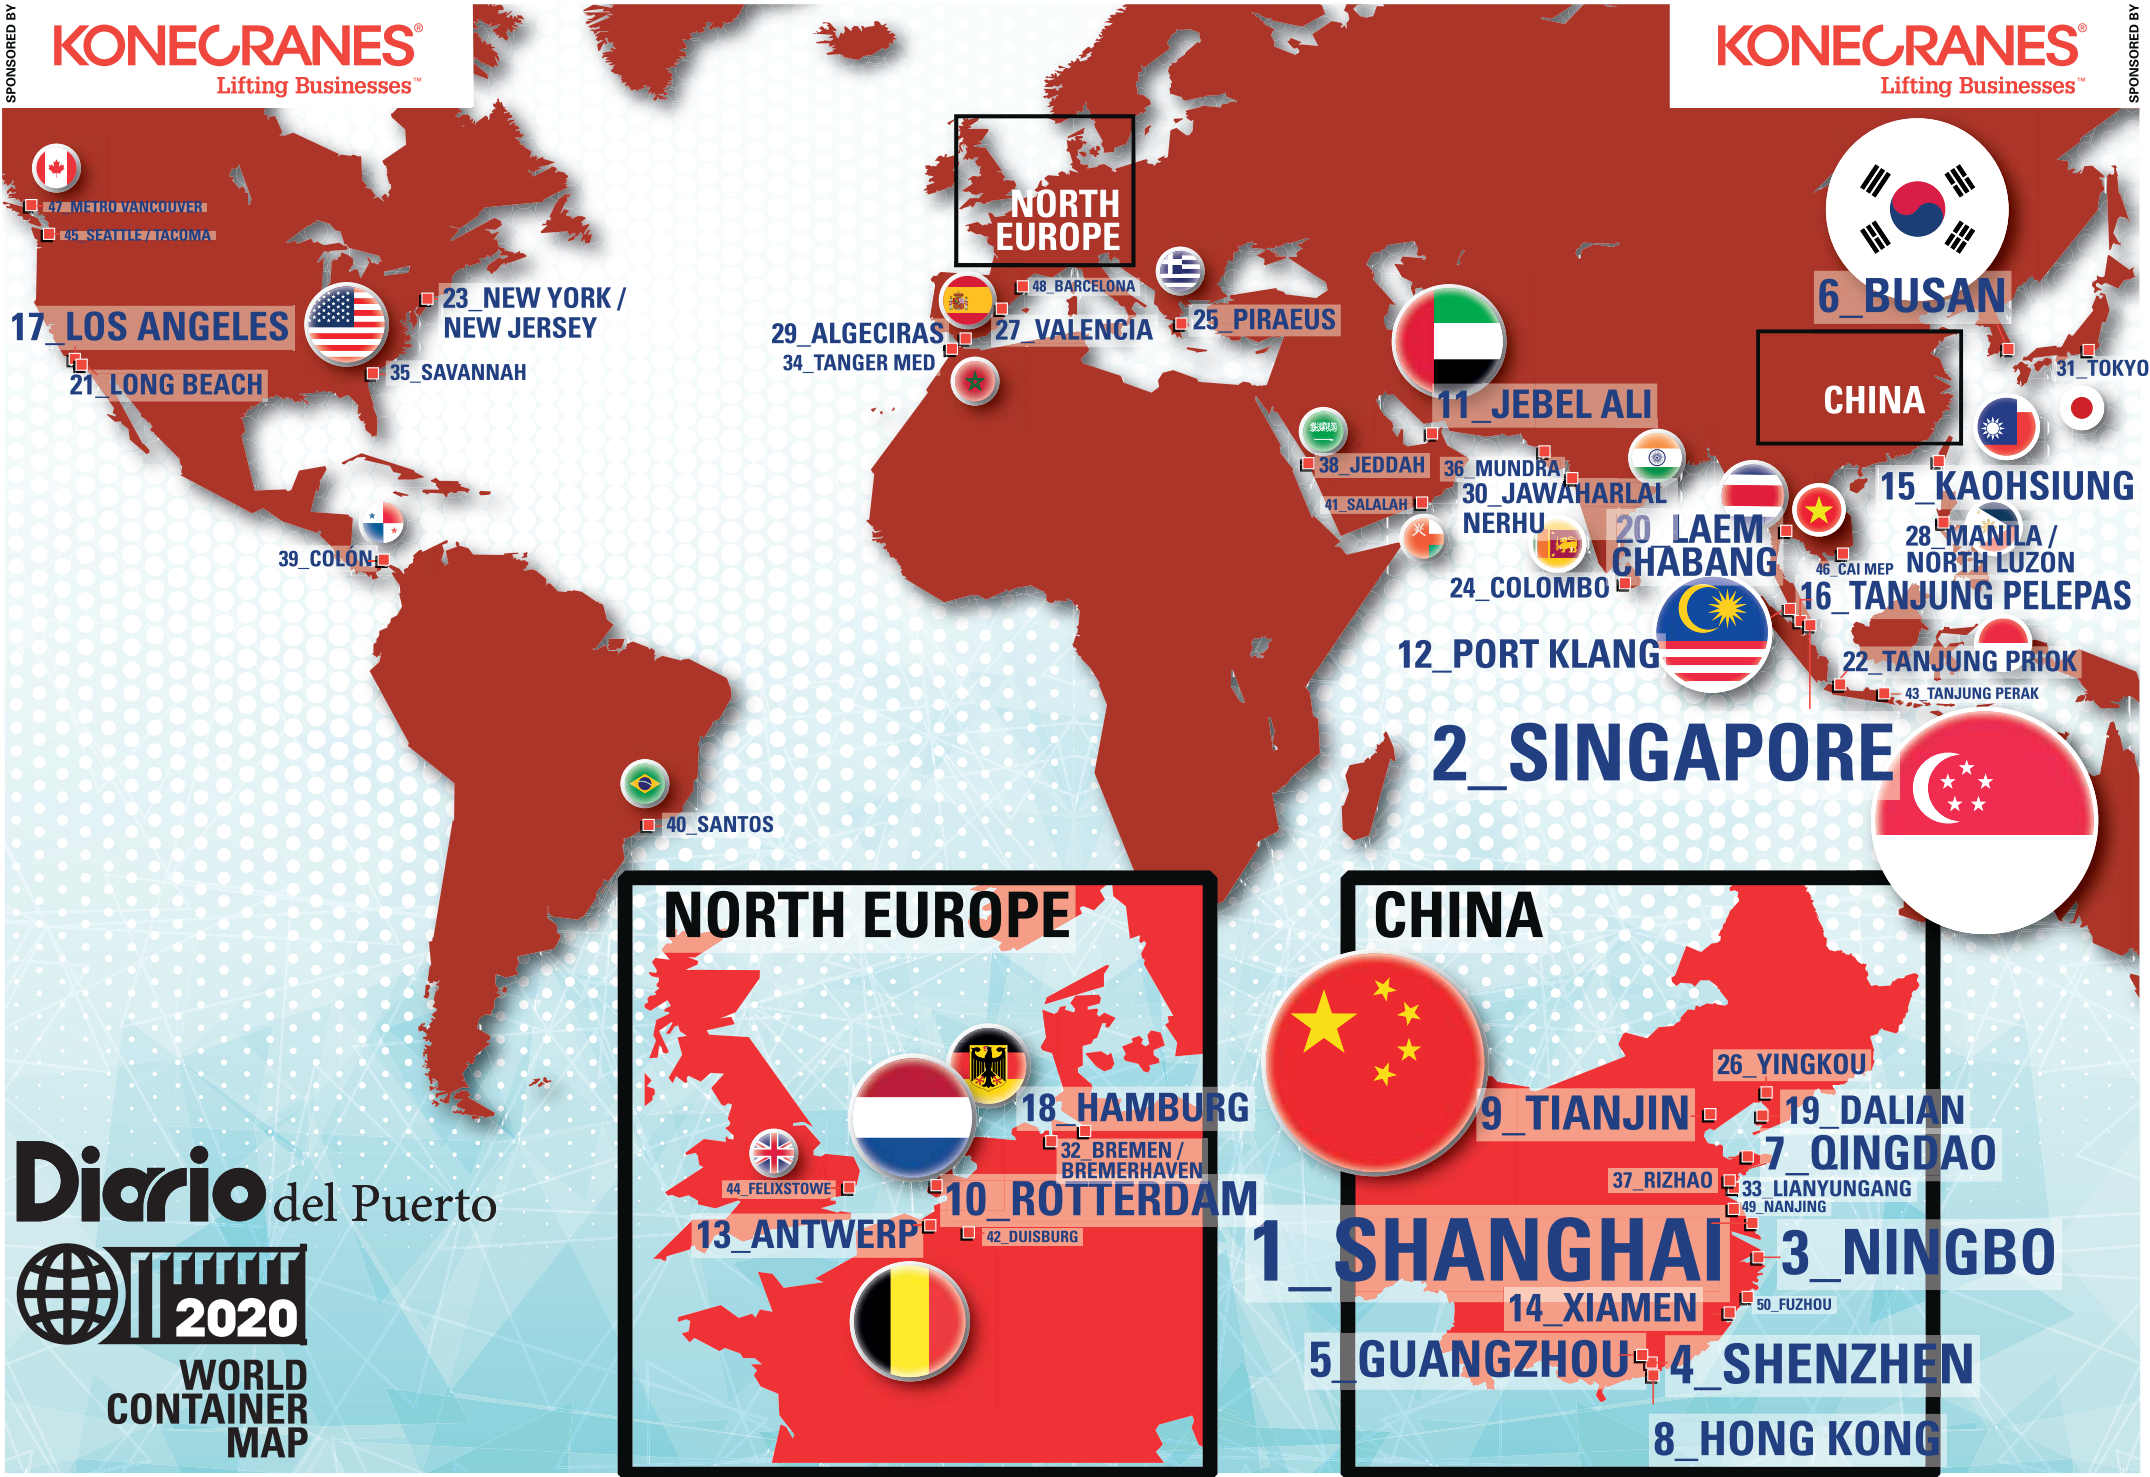 SPONSORED BY
KONECRANES®
Lifting Businesses™
KONECRANES®
Lifting Businesses™
SPONSORED BY
47_METRO VANCOUVER
45_SEATTLE / TACOMA
17_LOS ANGELES
21_LONG BEACH
23_NEW YORK /
NEW JERSEY
35_SAVANNAH
39_COLÓN
40_SANTOS
NORTH
EUROPE
48_BARCELONA
29_ALGECIRAS
27_VALENCIA
25_PIRAEUS
34_TANGER MED
6_BUSAN
CHINA
31_TOKYO
11_JEBEL ALI
38_JEDDAH
36_MUNDRA
41_SALALAH
30_JAWAHARLAL
NERHU
20_LAEM
CHABANG
24_COLOMBO
15_KAOHSIUNG
28_MANILA /
NORTH LUZON
46_CAI MEP
16_TANJUNG PELEPAS
12_PORT KLANG
22_TANJUNG PRIOK
43_TANJUNG PERAK
2_SINGAPORE
NORTH EUROPE
18_HAMBURG
32_BREMEN /
BREMERHAVEN
44_FELIXSTOWE
10_ROTTERDAM
13_ANTWERP
42_DUISBURG
CHINA
26_YINGKOU
9_TIANJIN
19_DALIAN
7_QINGDAO
37_RIZHAO
33_LIANYUNGANG
49_NANJING
1_SHANGHAI
3_NINGBO
14_XIAMEN
50_FUZHOU
5_GUANGZHOU
4_SHENZHEN
8_HONG KONG
Diario del Puerto
2020
WORLD
CONTAINER
MAP